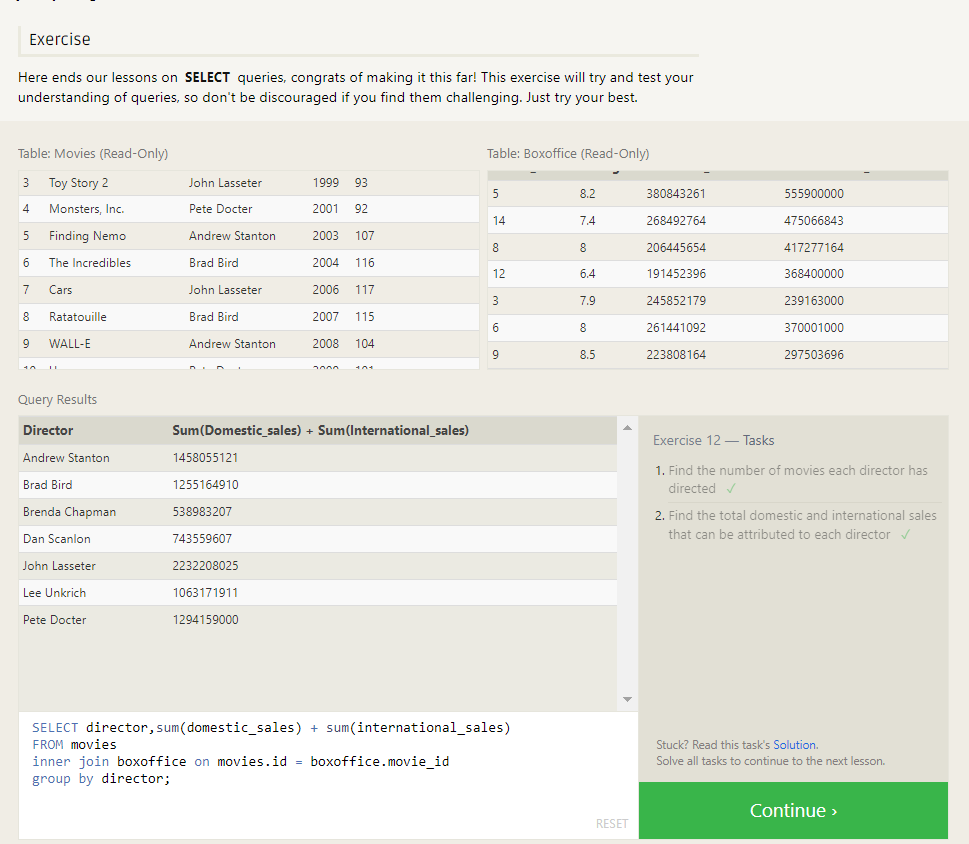 Exercise
Here ends our lessons on SELECT queries, congrats of making it this far! This exercise will try and test your
understanding of queries, so don't be discouraged if you find them challenging. Just try your best.
Table: Movies (Read-Only)
3 Toy Story 2 John Lasseter 1999 93
4 Monsters, Inc. Pete Docter 2001 92
5 Finding Nemo Andrew Stanton 2003 107
6 The Incredibles Brad Bird 2004 116
7 Cars John Lasseter 2006 117
8 Ratatouille Brad Bird 2007 115
9 WALL-E Andrew Stanton 2008 104
Table: Boxoffice (Read-Only)
5 8.2 380843261 555900000
14 7.4 268492764 475066843
8 8 206445654 417277164
12 6.4 191452396 368400000
3 7.9 245852179 239163000
6 8 261441092 370001000
9 8.5 223808164 297503696
Query Results
Director Sum(Domestic_sales) + Sum(International_sales)
Andrew Stanton 1458055121
Brad Bird 1255164910
Brenda Chapman 538983207
Dan Scanlon 743559607
John Lasseter 2232208025
Lee Unkrich 1063171911
Pete Docter 1294159000
SELECT director,sum(domestic_sales) + sum(international_sales)
FROM movies
inner join boxoffice on movies.id = boxoffice.movie_id
group by director;
RESET
Exercise 12 — Tasks
1. Find the number of movies each director has
directed ✓
2. Find the total domestic and international sales
that can be attributed to each director ✓
Stuck? Read this task's Solution.
Solve all tasks to continue to the next lesson.
Continue ›